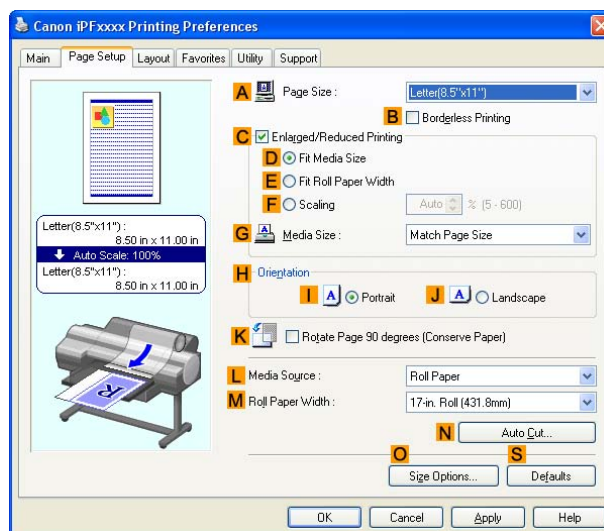 Canon iPFxxxx Printing Preferences
Main Page Setup Layout Favorites Utility Support
A Page Size : Letter(8.5"x11")
B Borderless Printing
C Enlarged/Reduced Printing
D Fit Media Size
E Fit Roll Paper Width
F Scaling Auto % (5 - 600)
G Media Size : Match Page Size
Letter(8.5"x11") :
8.50 in x 11.00 in
Auto Scale: 100%
Letter(8.5"x11") :
8.50 in x 11.00 in
H Orientation
I A Portrait J A Landscape
K Rotate Page 90 degrees (Conserve Paper)
R
L Media Source : Roll Paper
M Roll Paper Width : 17-in. Roll (431.8mm)
N Auto Cut...
O S
Size Options... Defaults
OK Cancel Apply Help